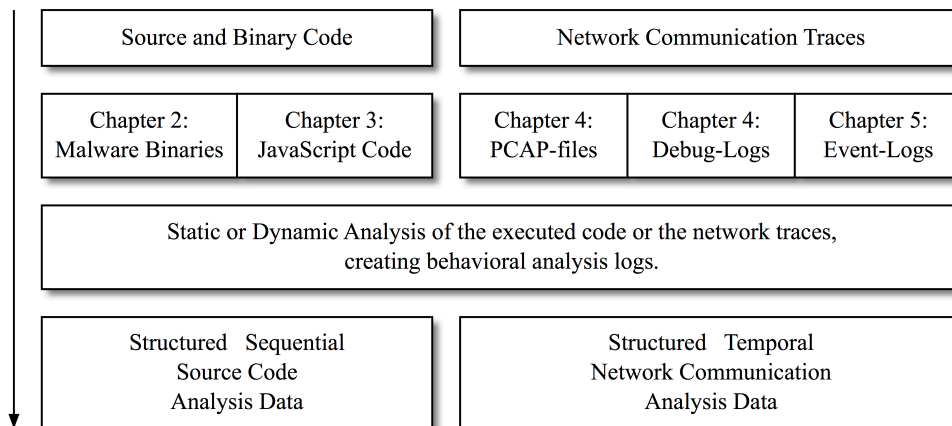 Source and Binary Code
Network Communication Traces
Chapter 2:
Malware Binaries
Chapter 3:
JavaScript Code
Chapter 4:
PCAP-files
Chapter 4:
Debug-Logs
Chapter 5:
Event-Logs
Static or Dynamic Analysis of the executed code or the network traces,
creating behavioral analysis logs.
Structured Sequential
Source Code
Analysis Data
Structured Temporal
Network Communication
Analysis Data